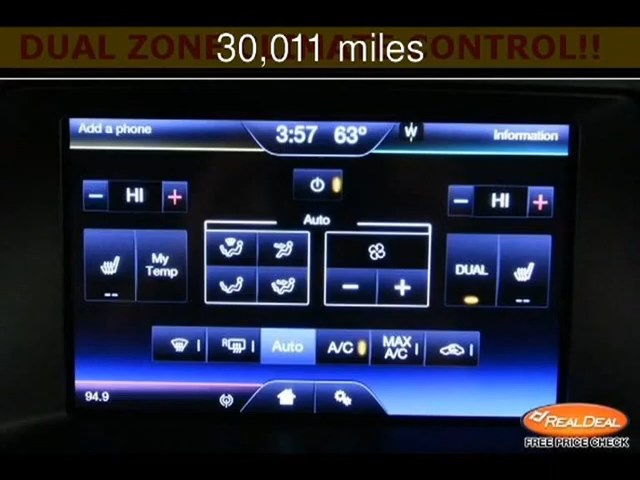 DUAL ZONE CLIMATE CONTROL!!
30,011 miles
Add a phone
3:57 63° W
Information
HI
HI
Auto
My Temp
DUAL
R
Auto
A/C
MAX A/C
94.9
REALDEAL
FREE PRICE CHECK